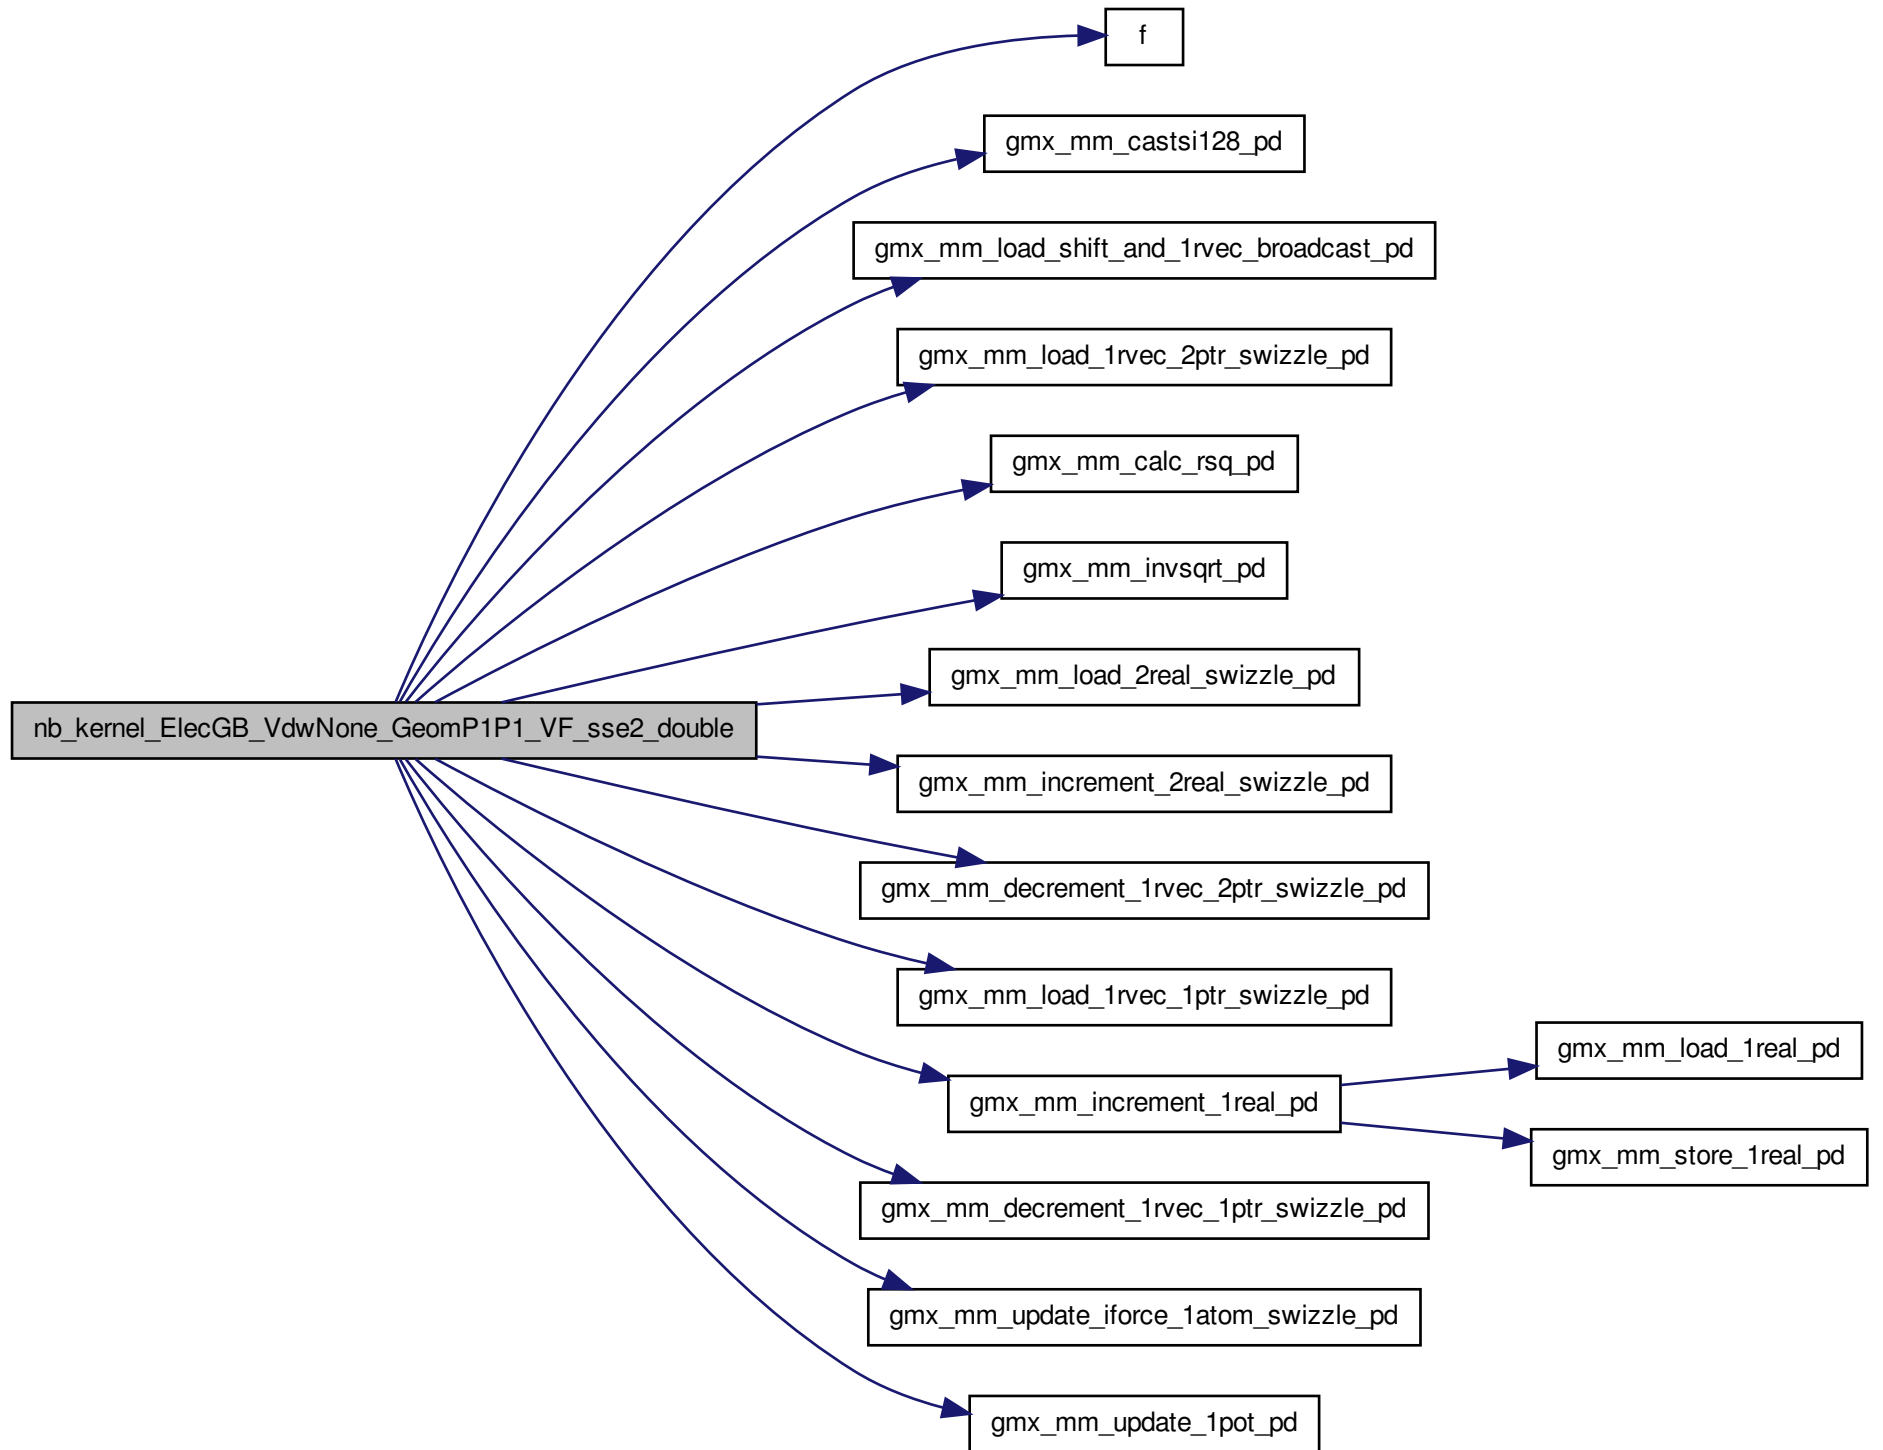 f
gmx_mm_castsi128_pd
gmx_mm_load_shift_and_1rvec_broadcast_pd
gmx_mm_load_1rvec_2ptr_swizzle_pd
gmx_mm_calc_rsq_pd
gmx_mm_invsqrt_pd
gmx_mm_load_2real_swizzle_pd
nb_kernel_ElecGB_VdwNone_GeomP1P1_VF_sse2_double
gmx_mm_increment_2real_swizzle_pd
gmx_mm_decrement_1rvec_2ptr_swizzle_pd
gmx_mm_load_1rvec_1ptr_swizzle_pd
gmx_mm_load_1real_pd
gmx_mm_increment_1real_pd
gmx_mm_store_1real_pd
gmx_mm_decrement_1rvec_1ptr_swizzle_pd
gmx_mm_update_iforce_1atom_swizzle_pd
gmx_mm_update_1pot_pd